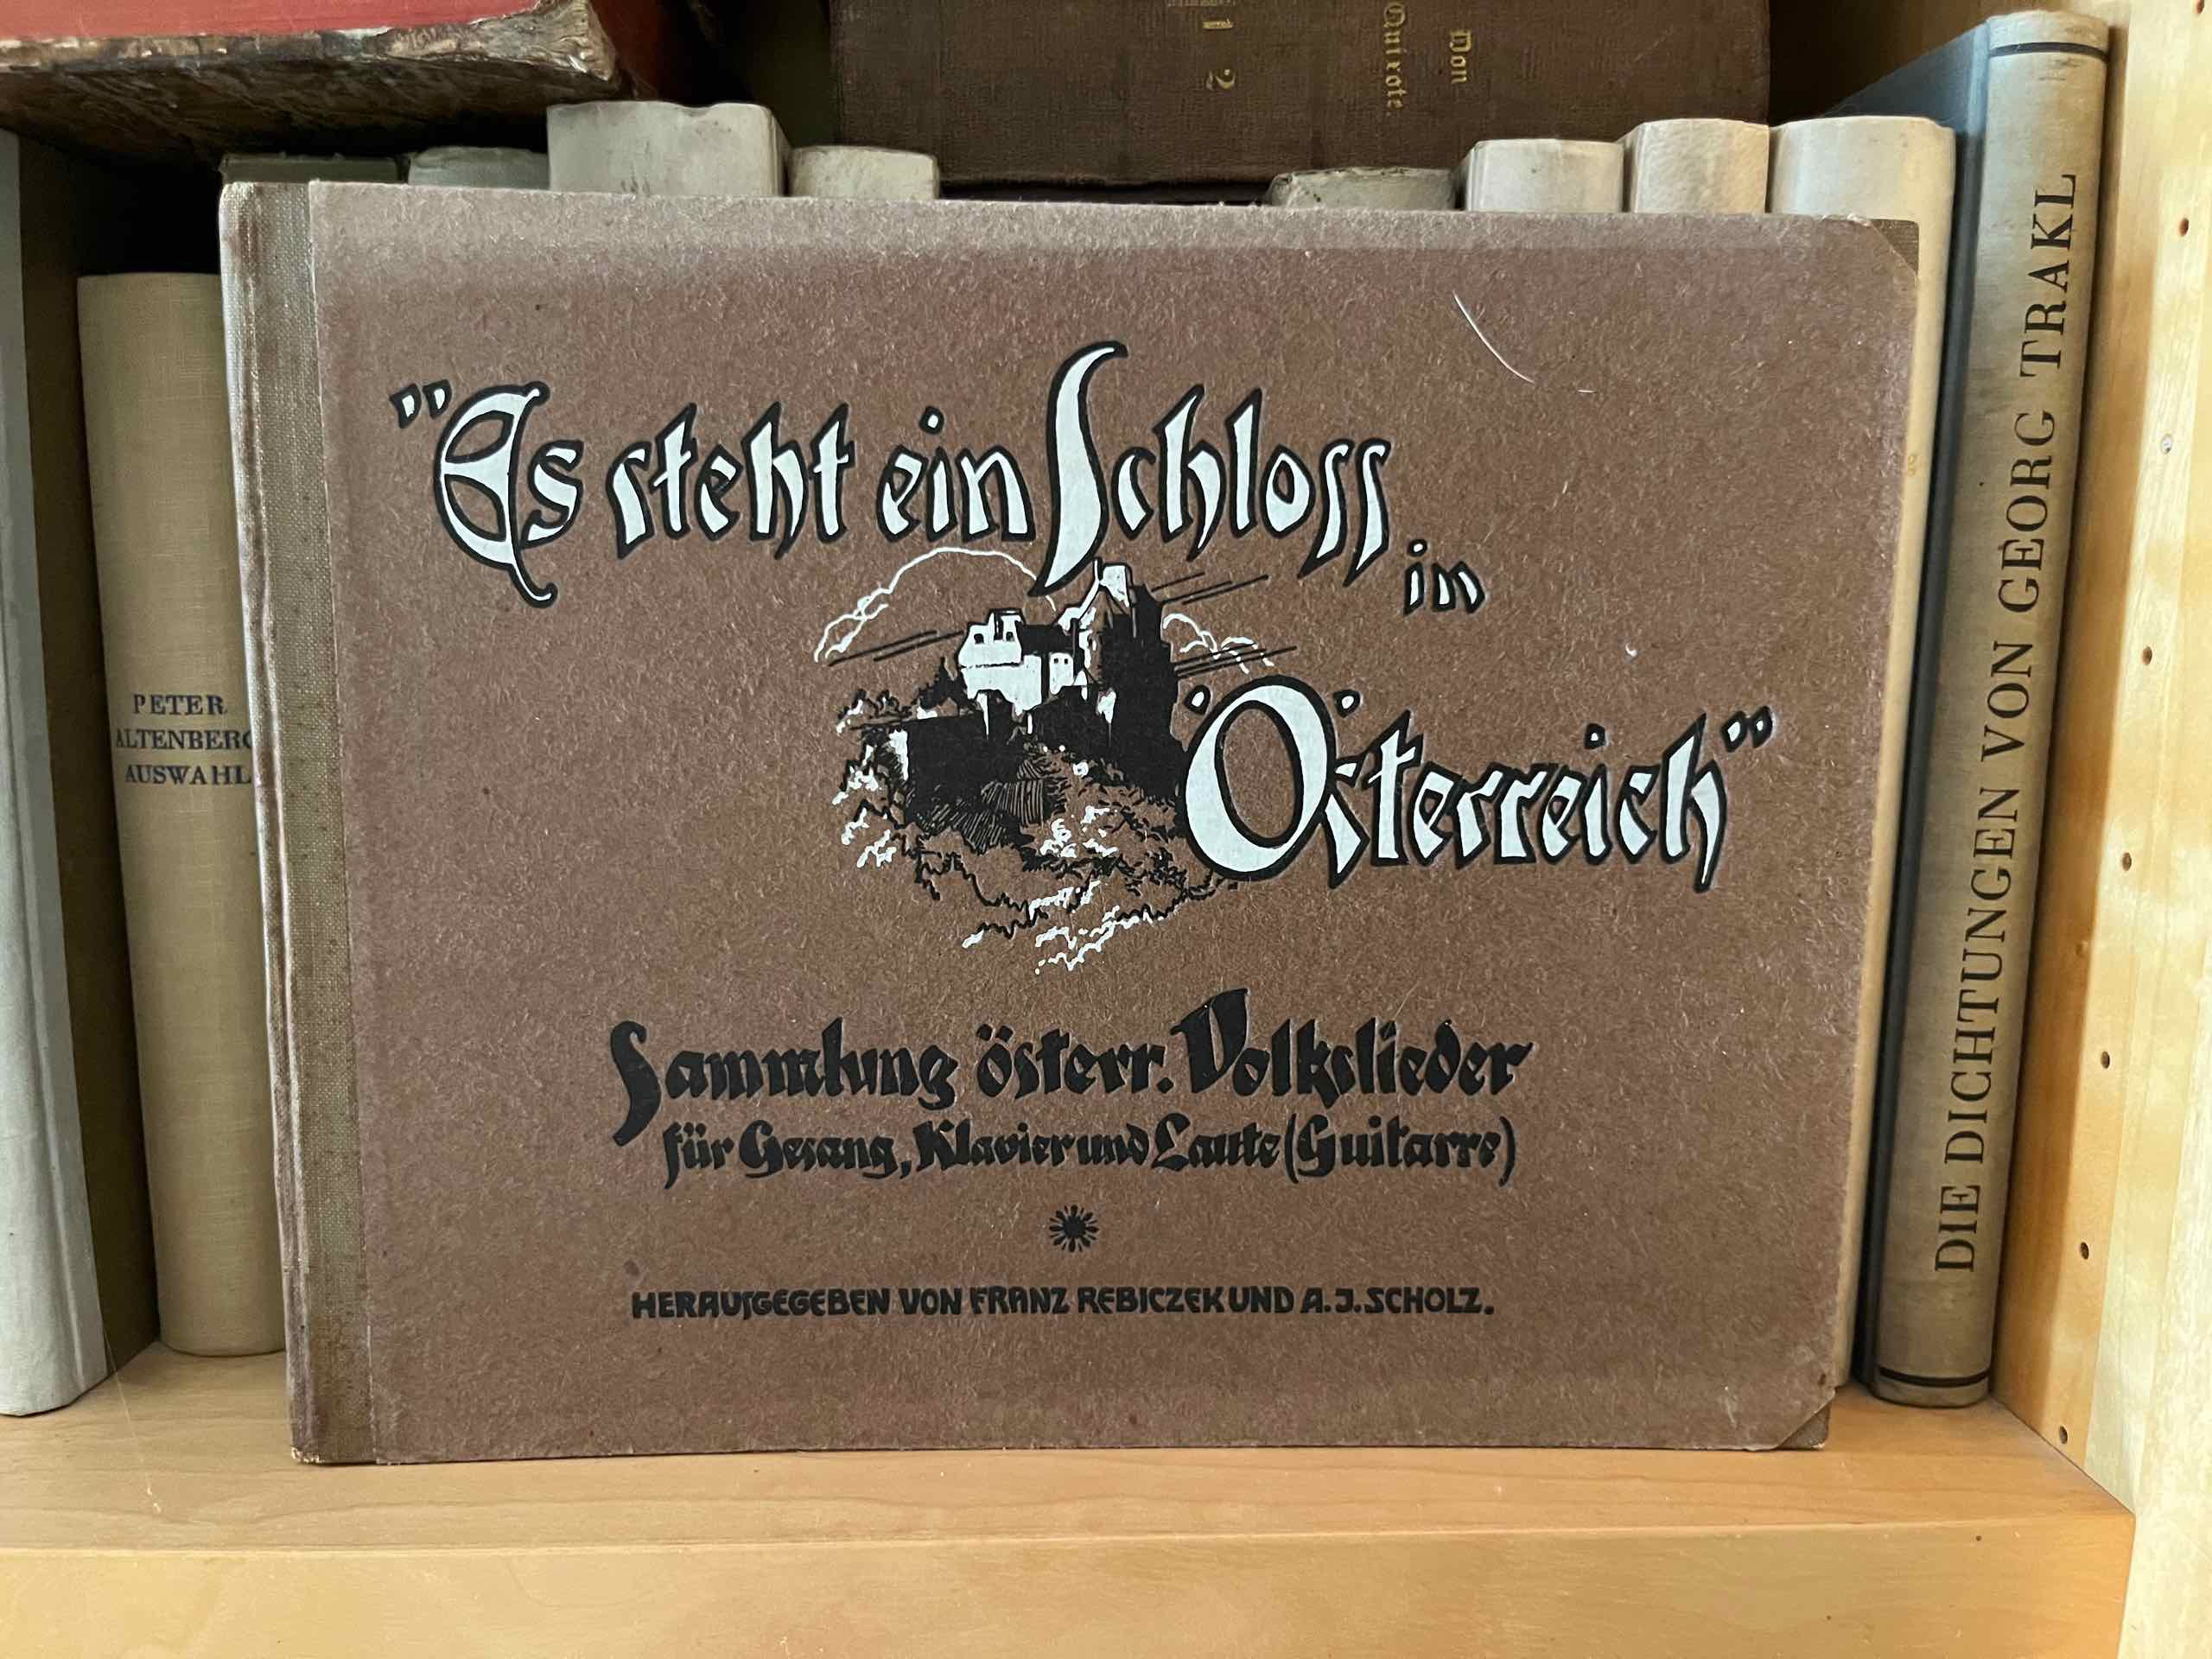 Don
Quixote.
1 2
"Es steht ein Schloss
in
Österreich"
Sammlung österr. Volkslieder
für Gesang, Klavier und Laute (Guitarre)
HERAUSGEGEBEN VON FRANZ REBICZEK UND A. J. SCHOLZ.
PETER
ALTENBERG
AUSWAHL
DIE DICHTUNGEN VON GEORG TRAKL